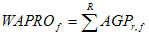 WAPRO_f = \sum^{R} AGP_{r,f}